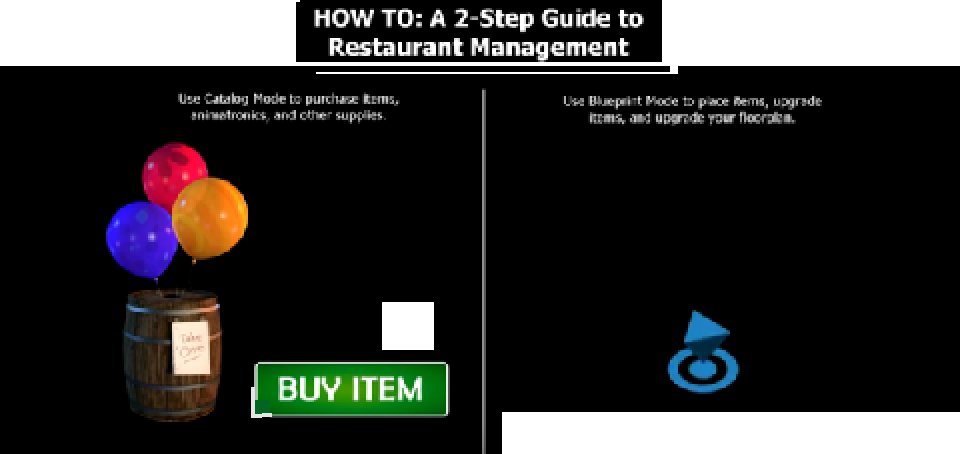 HOW TO: A 2-Step Guide to
Restaurant Management
Use Catalog Mode to purchase items,
animatronics, and other supplies.
Use Blueprint Mode to place items, upgrade
items, and upgrade your floorplan.
BUY ITEM